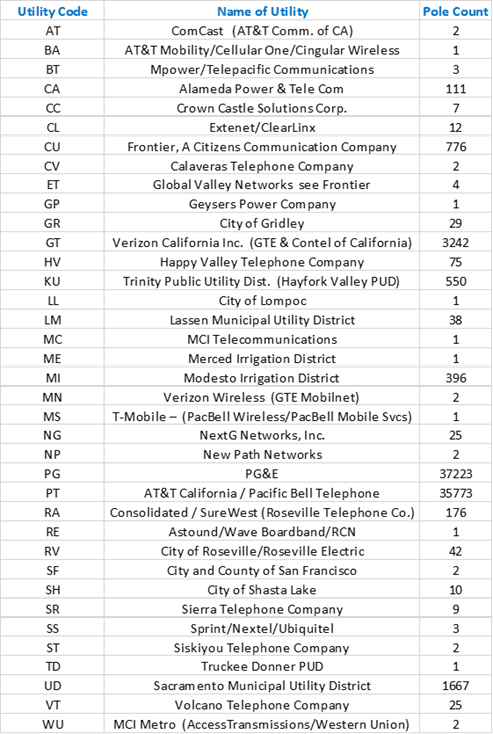 Utility Code Name of Utility Pole Count
AT ComCast (AT&T Comm. of CA) 2
BA AT&T Mobility/Cellular One/Cingular Wireless 1
BT Mpower/Telepacific Communications 3
CA Alameda Power & Tele Com 111
CC Crown Castle Solutions Corp. 7
CL Extenet/ClearLinx 12
CU Frontier, A Citizens Communication Company 776
CV Calaveras Telephone Company 2
ET Global Valley Networks see Frontier 4
GP Geysers Power Company 1
GR City of Gridley 29
GT Verizon California Inc. (GTE & Contel of California) 3242
HV Happy Valley Telephone Company 75
KU Trinity Public Utility Dist. (Hayfork Valley PUD) 550
LL City of Lompoc 1
LM Lassen Municipal Utility District 38
MC MCI Telecommunications 1
ME Merced Irrigation District 1
MI Modesto Irrigation District 396
MN Verizon Wireless (GTE Mobilnet) 2
MS T-Mobile – (PacBell Wireless/PacBell Mobile Svcs) 1
NG NextG Networks, Inc. 25
NP New Path Networks 2
PG PG&E 37223
PT AT&T California / Pacific Bell Telephone 35773
RA Consolidated / SureWest (Roseville Telephone Co.) 176
RE Astound/Wave Boardband/RCN 1
RV City of Roseville/Roseville Electric 42
SF City and County of San Francisco 2
SH City of Shasta Lake 10
SR Sierra Telephone Company 9
SS Sprint/Nextel/Ubiquitel 3
ST Siskiyou Telephone Company 2
TD Truckee Donner PUD 1
UD Sacramento Municipal Utility District 1667
VT Volcano Telephone Company 25
WU MCI Metro (AccessTransmissions/Western Union) 2